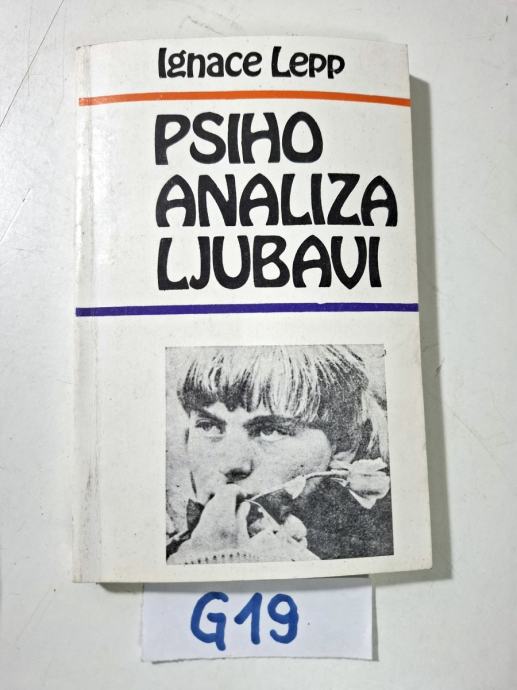 Ignace Lepp
PSIHO
ANALIZA
LJUBAVI
G19